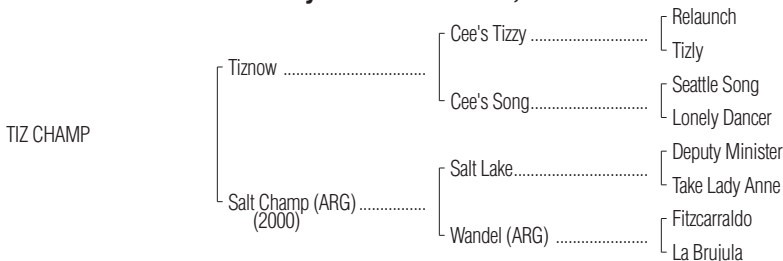 Relaunch
Cee's Tizzy ..........................
Tizly
Tiznow ...................................
Seattle Song
Cee's Song..........................
Lonely Dancer
TIZ CHAMP
Deputy Minister
Salt Lake..............................
Take Lady Anne
Salt Champ (ARG) ................
(2000)
Fitzcarraldo
Wandel (ARG) .....................
La Brujula